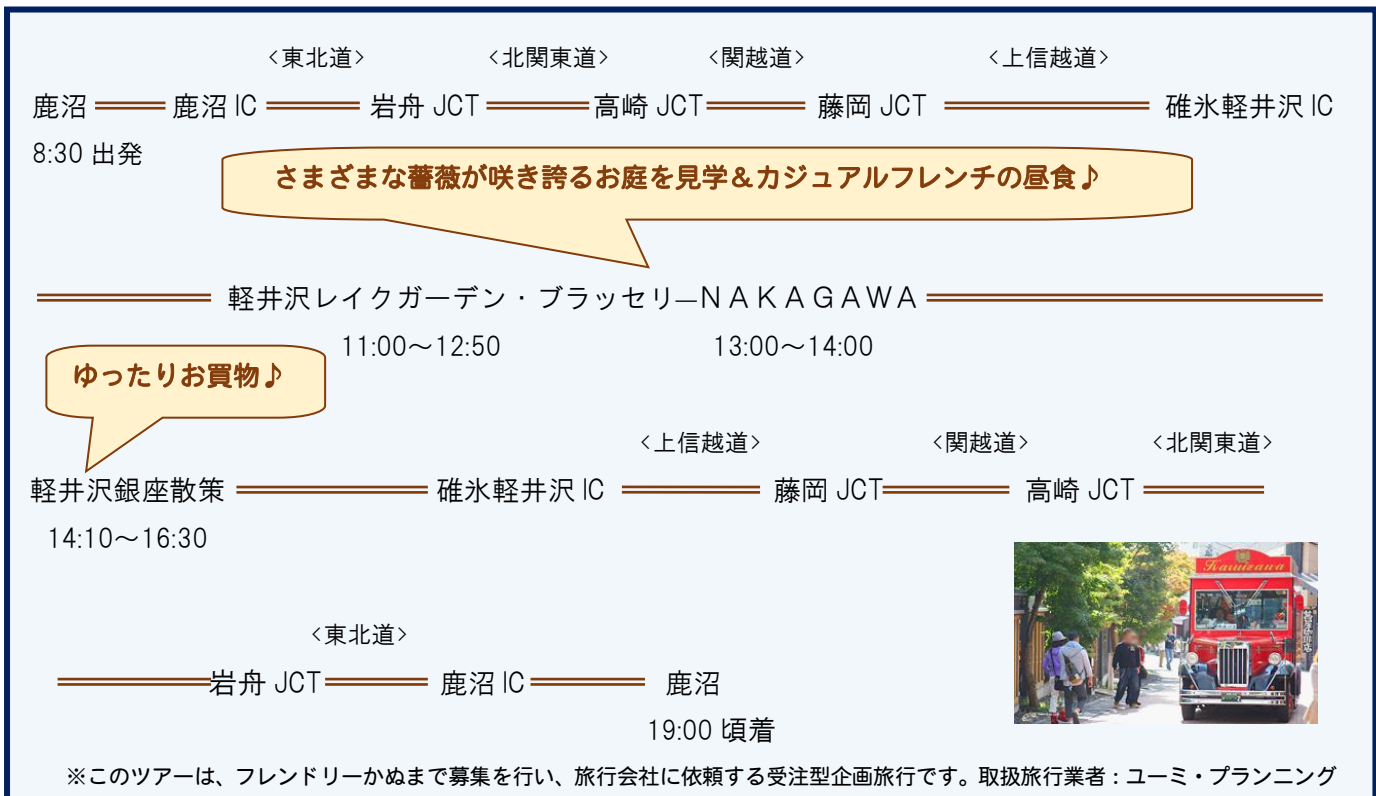 <東北道> <北関東道> <関越道> <上信越道>
鹿沼 鹿沼 IC 岩舟 JCT 高崎 JCT 藤岡 JCT 碓氷軽井沢 IC
8:30 出発
さまざまな薔薇が咲き誇るお庭を見学&カジュアルフレンチの昼食♪
軽井沢レイクガーデン・ブラッセリ―NAKAGAWA
11:00～12:50 13:00～14:00
ゆったりお買物♪
<上信越道> <関越道> <北関東道>
軽井沢銀座散策 碓氷軽井沢 IC 藤岡 JCT 高崎 JCT
14:10～16:30
Karuizawa
<東北道>
岩舟 JCT 鹿沼 IC 鹿沼
19:00 頃着
※このツアーは、フレンドリーかぬまで募集を行い、旅行会社に依頼する受注型企画旅行です。取扱旅行業者：ユーミ・プランニング